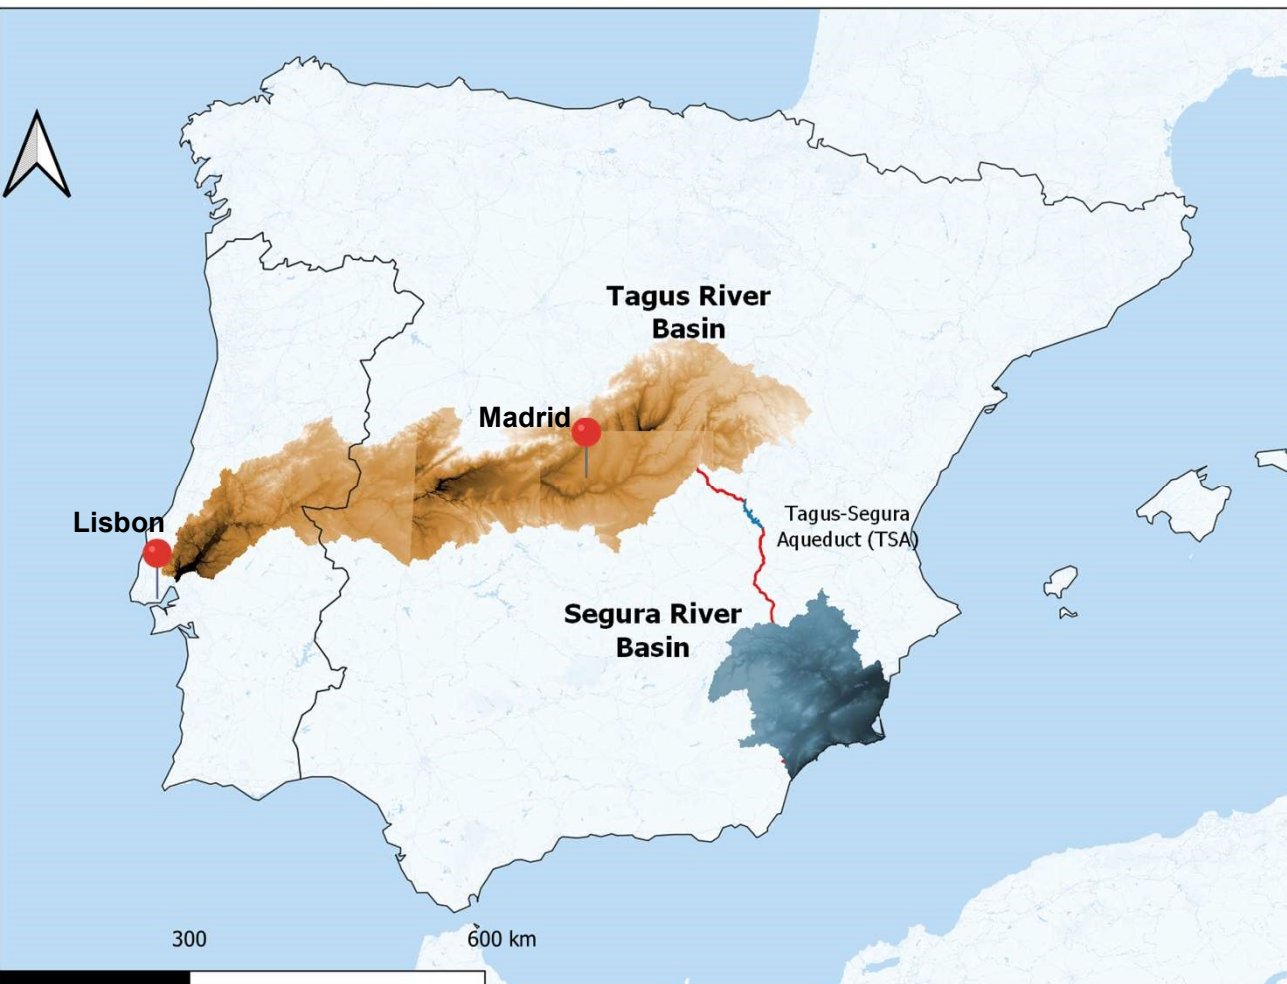 Tagus River
Basin
Madrid
Lisbon
Tagus-Segura
Aqueduct (TSA)
Segura River
Basin
300
600 km